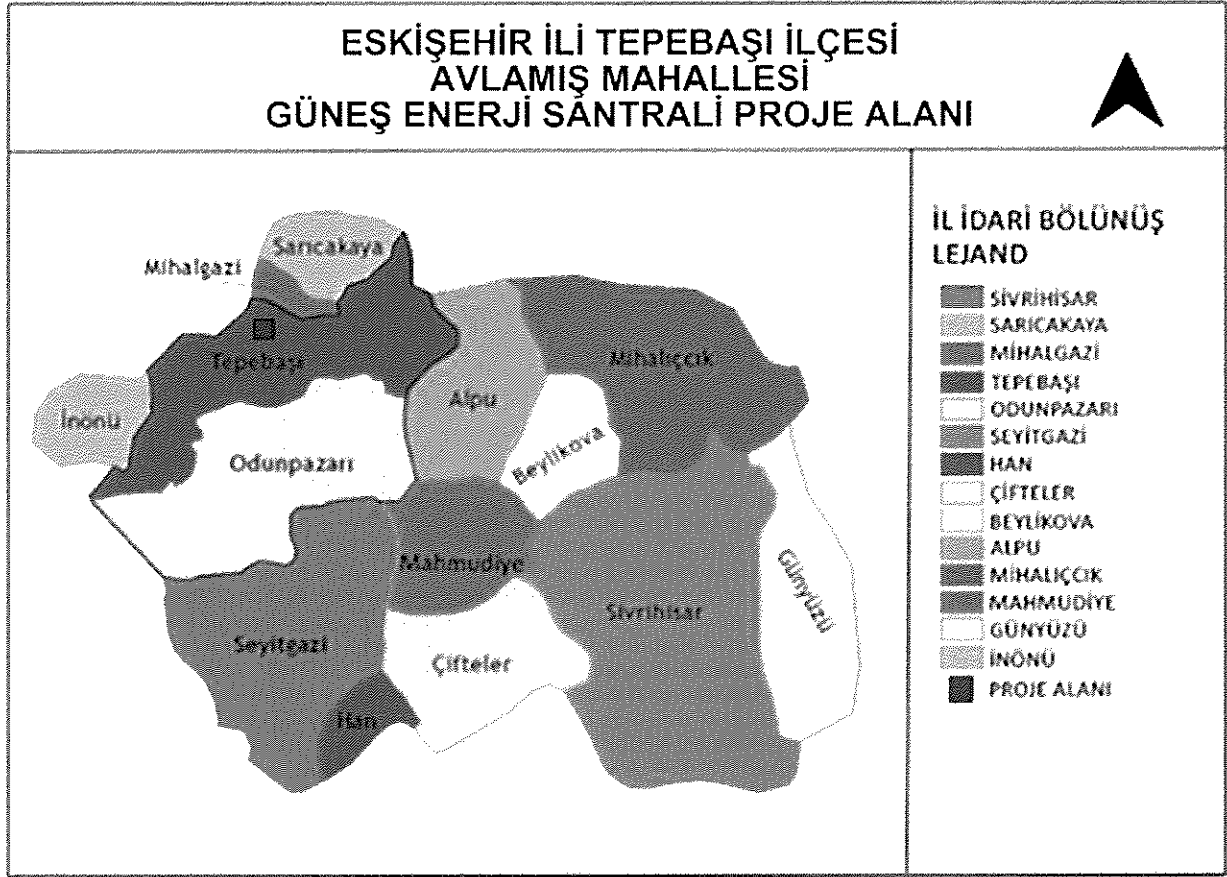 ESKİŞEHİR İLİ TEPEBAŞI İLÇESİ
AVLAMIŞ MAHALLESİ
GÜNEŞ ENERJİ SANTRALİ PROJE ALANI
Sarıcakaya
Mihalgazi
Tepebaşı
Mihalıççık
İnönü
Alpu
Odunpazarı
Beylikova
Mahmudiye
Günyüzü
Sivrihisar
Seyitgazi
Çifteler
Han
İL İDARİ BÖLÜNÜŞ
LEJAND
SİVRİHİSAR
SARICAKAYA
MİHALGAZİ
TEPEBAŞI
ODUNPAZARI
SEYİTGAZİ
HAN
ÇİFTELER
BEYLİKOVA
ALPU
MİHALIÇCIK
MAHMUDİYE
GÜNYÜZÜ
İNÖNÜ
PROJE ALANI